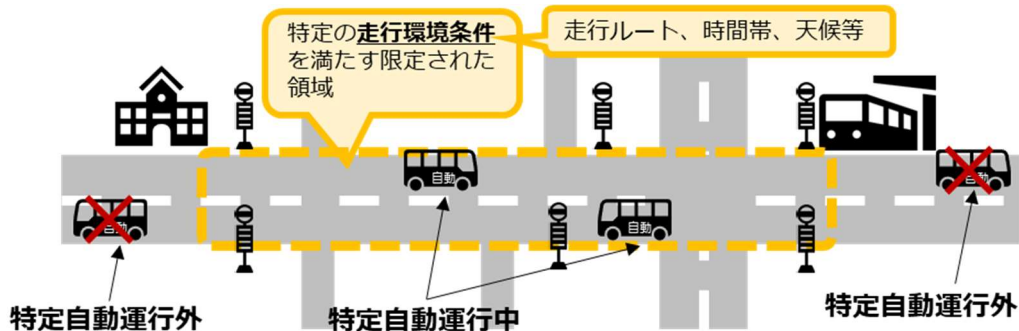 特定の走行環境条件
を満たす限定された
領域
走行ルート、時間帯、天候等
自動
自動
自動
自動
特定自動運行外
特定自動運行中
特定自動運行外